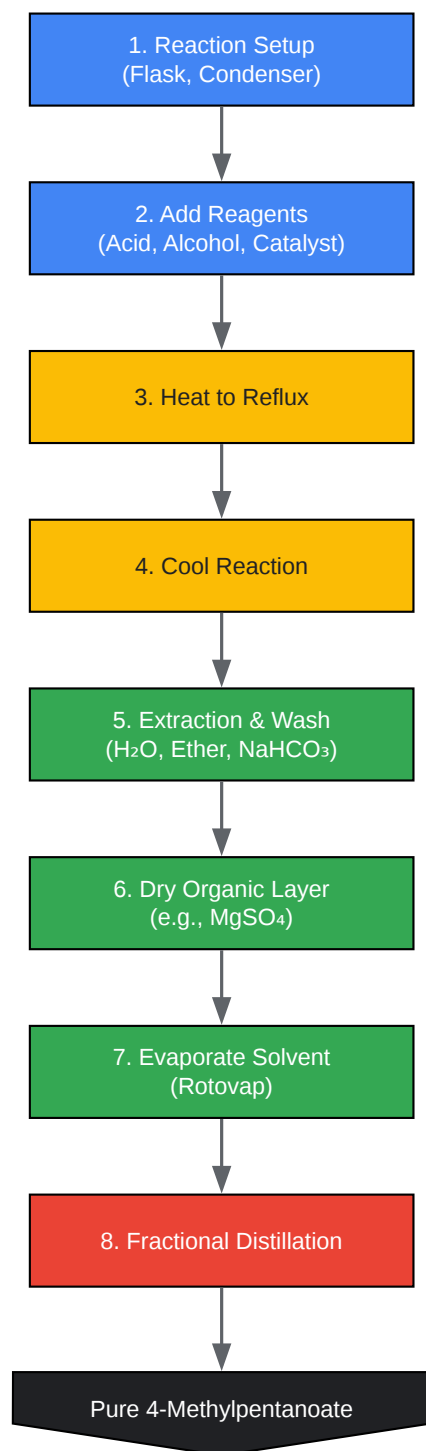 1. Reaction Setup
(Flask, Condenser)
2. Add Reagents
(Acid, Alcohol, Catalyst)
3. Heat to Reflux
4. Cool Reaction
5. Extraction & Wash
(H₂O, Ether, NaHCO₃)
6. Dry Organic Layer
(e.g., MgSO₄)
7. Evaporate Solvent
(Rotovap)
8. Fractional Distillation
Pure 4-Methylpentanoate